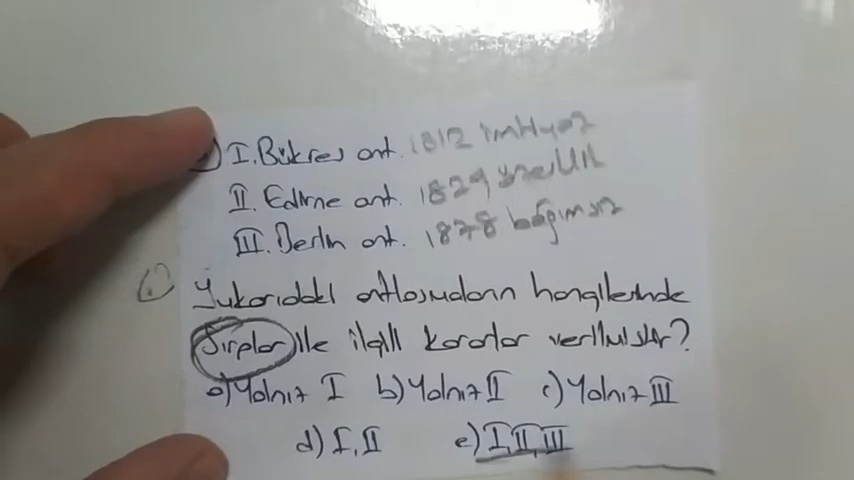 I. Bükreş ant. 1812 imtiyaz
II. Edirne ant. 1829 özerklik
III. Berlin ant. 1878 bağımsız
Yukarıdaki antlaşmaların hangilerinde
Sırplar ile ilgili kararlar verilmiştir?
a) Yalnız I b) Yalnız II c) Yalnız III
d) I, II e) I, II, III